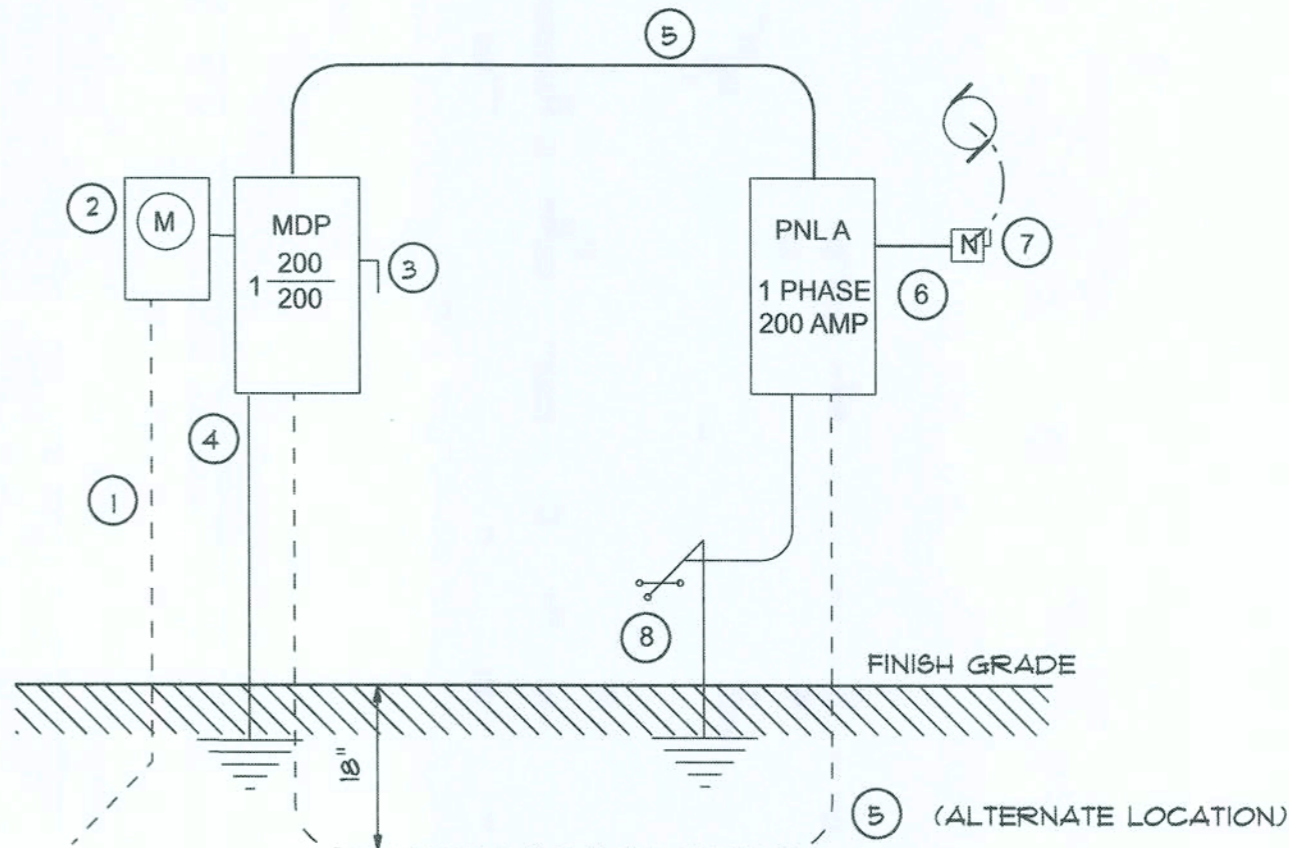 5
2
M
MDP
1 200/200
3
PNL A
1 PHASE
200 AMP
N
7
6
4
1
8
FINISH GRADE
18"
5 (ALTERNATE LOCATION)